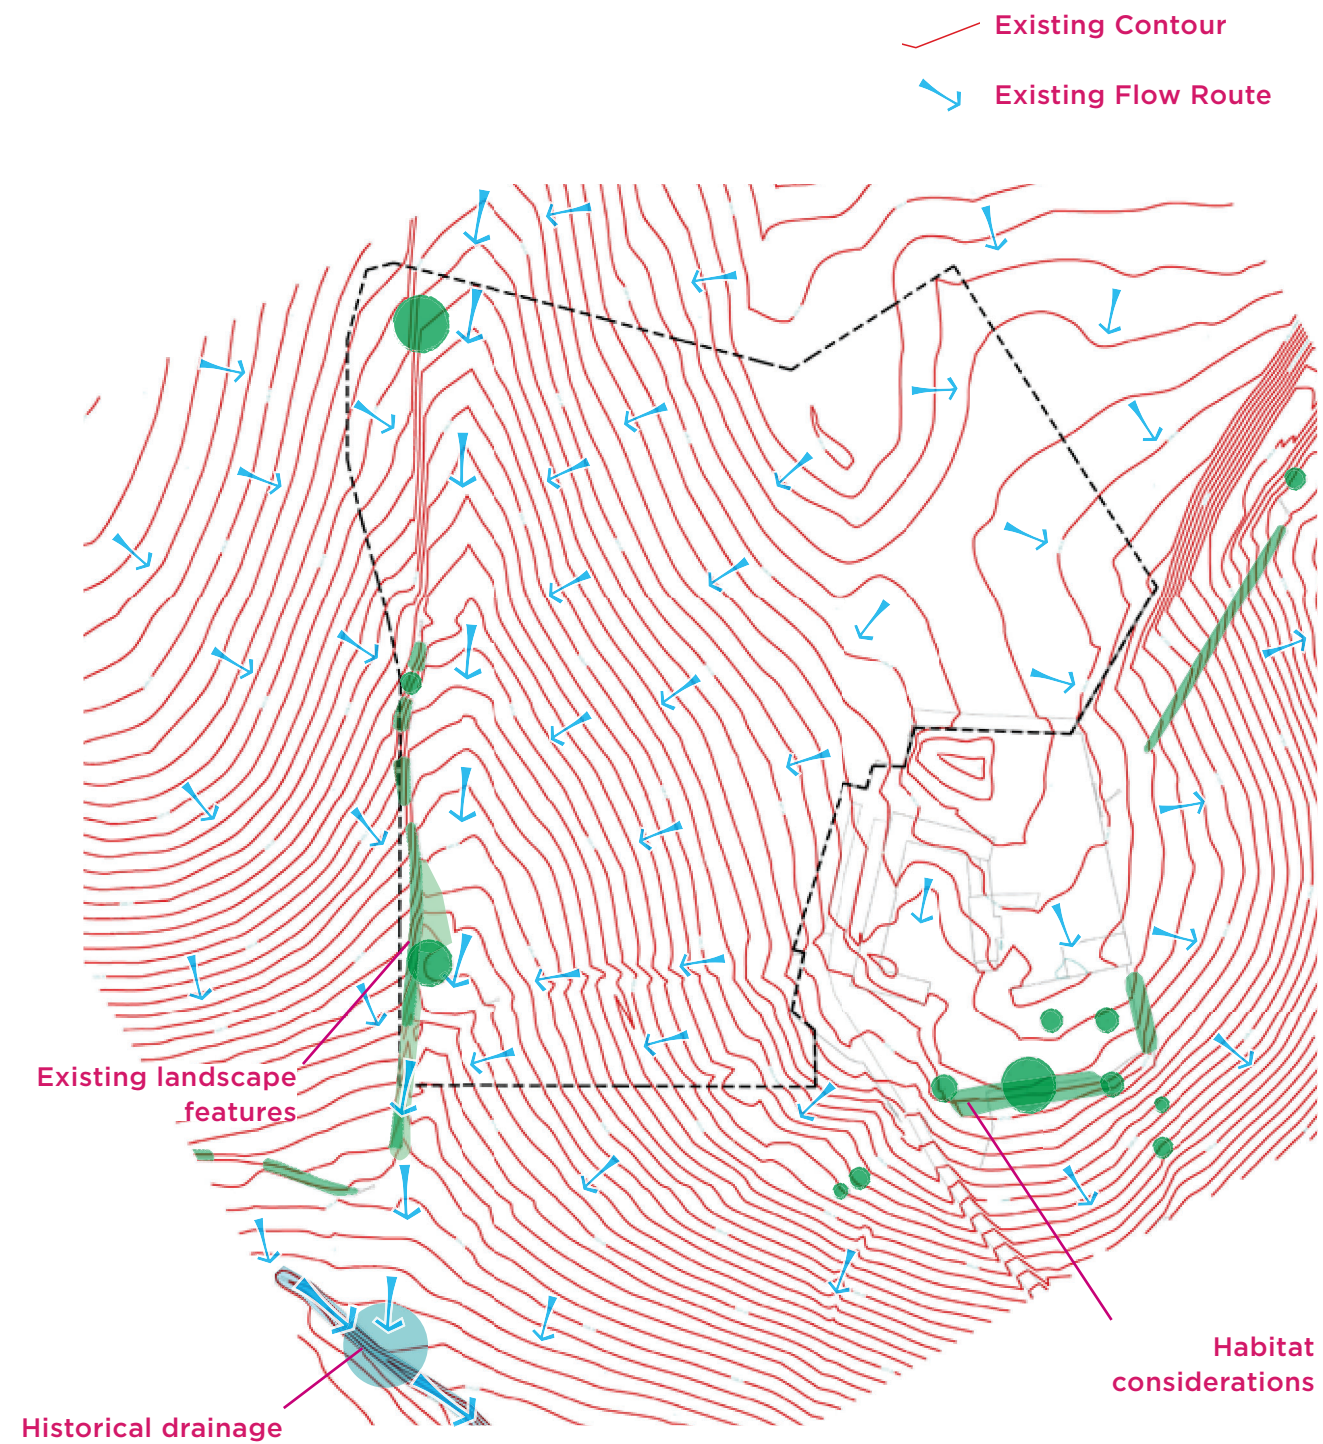 Existing Contour
Existing Flow Route
Existing landscape
features
Habitat
considerations
Historical drainage